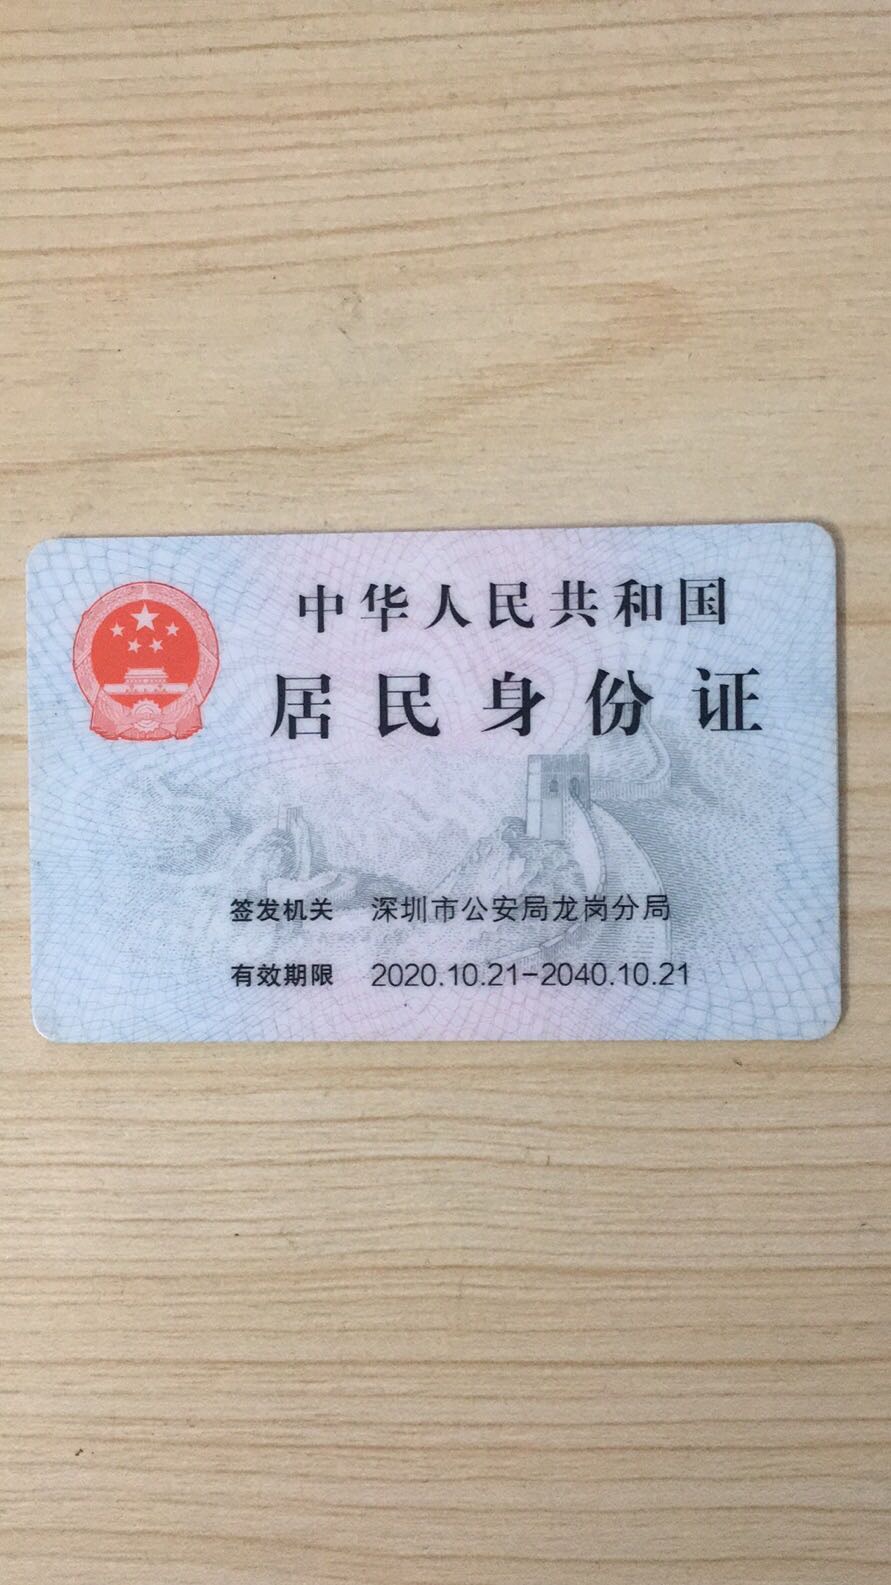 中华人民共和国
居民身份证
签发机关 深圳市公安局龙岗分局
有效期限 2020.10.21-2040.10.21